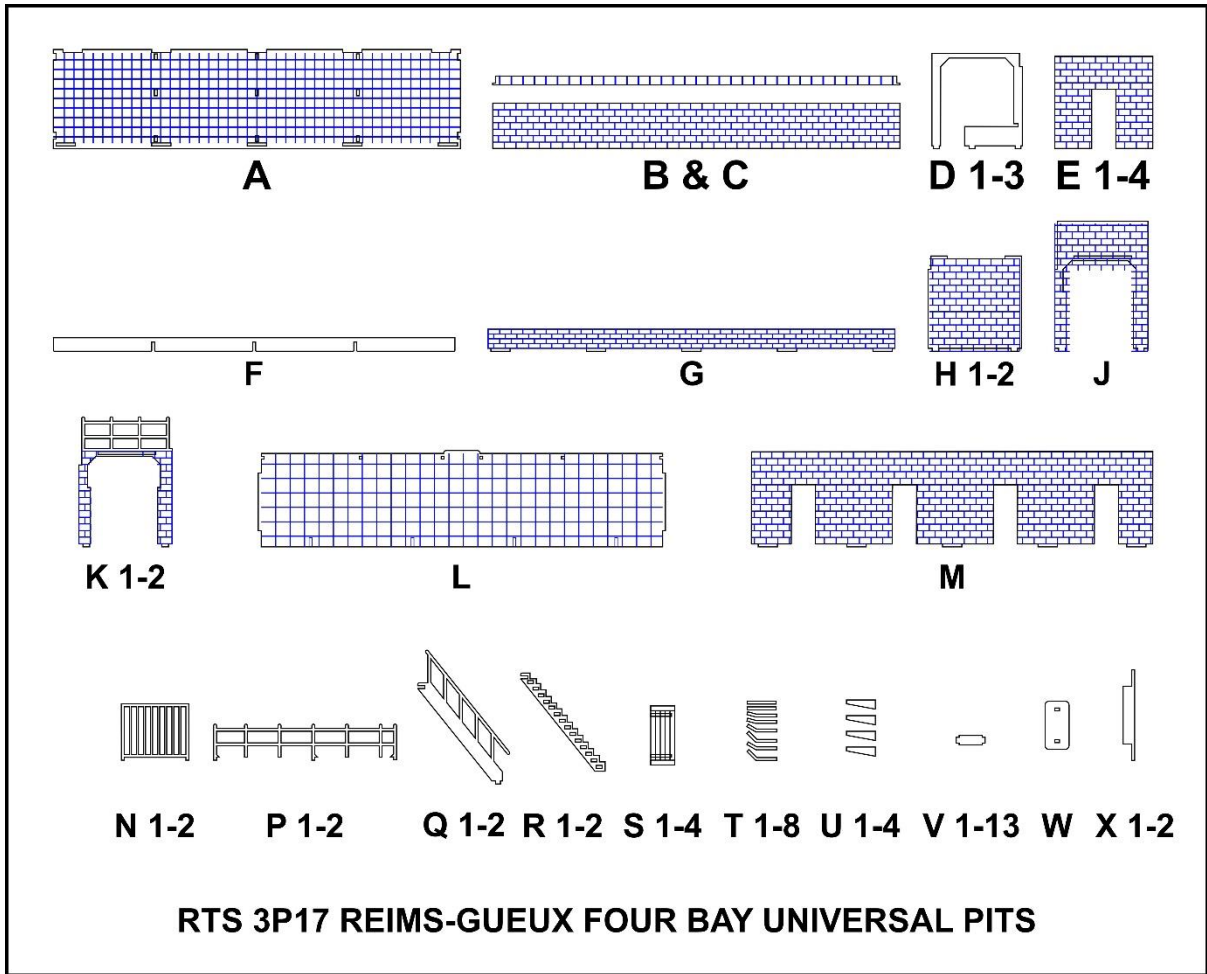 A
B & C
D 1-3
E 1-4
F
G
H 1-2
J
K 1-2
L
M
N 1-2
P 1-2
Q 1-2
R 1-2
S 1-4
T 1-8
U 1-4
V 1-13
W
X 1-2
RTS 3P17 REIMS-GUEUX FOUR BAY UNIVERSAL PITS